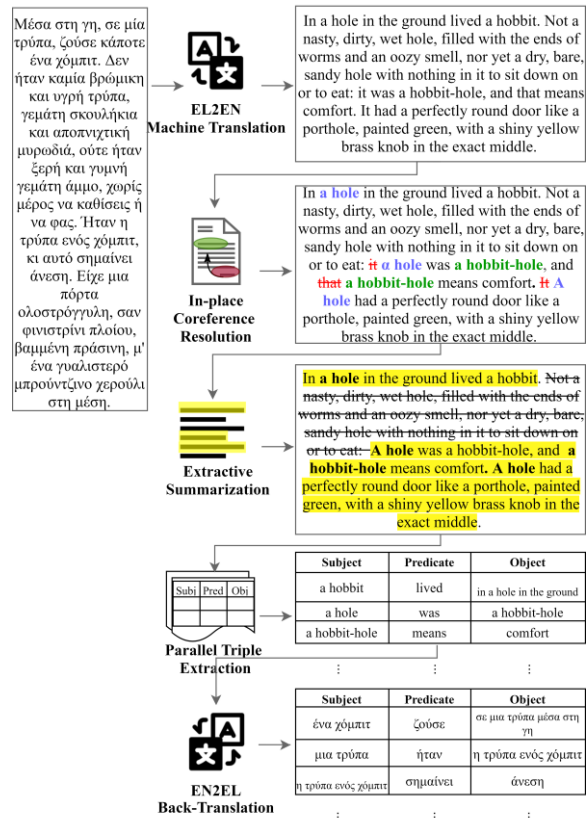 Μέσα στη γη, σε μία
τρύπα, ζούσε κάποτε
ένα χόμπιτ. Δεν
ήταν καμία βρώμικη
και υγρή τρύπα,
γεμάτη σκουλήκια
και αποπνιχτική
μυρωδιά, ούτε ήταν
ξερή και γυμνή
γεμάτη άμμο, χωρίς
μέρος να καθίσεις ή
να φας. Ήταν η
τρύπα ενός χόμπιτ,
κι αυτό σημαίνει
άνεση. Είχε μια
πόρτα
ολοστρόγγυλη, σαν
φινιστρίνι πλοίου,
βαμμένη πράσινη, μ'
ένα γυαλιστερό
μπρούντζινο χερούλι
στη μέση.
A
文
EL2EN
Machine Translation
In a hole in the ground lived a hobbit. Not a
nasty, dirty, wet hole, filled with the ends of
worms and an oozy smell, nor yet a dry, bare,
sandy hole with nothing in it to sit down on
or to eat: it was a hobbit-hole, and that means
comfort. It had a perfectly round door like a
porthole, painted green, with a shiny yellow
brass knob in the exact middle.
In-place
Coreference
Resolution
In a hole in the ground lived a hobbit. Not a
nasty, dirty, wet hole, filled with the ends of
worms and an oozy smell, nor yet a dry, bare,
sandy hole with nothing in it to sit down on
or to eat: it α hole was a hobbit-hole, and
that a hobbit-hole means comfort. It A
hole had a perfectly round door like a
porthole, painted green, with a shiny yellow
brass knob in the exact middle.
Extractive
Summarization
In a hole in the ground lived a hobbit. Not a
nasty, dirty, wet hole, filled with the ends of
worms and an oozy smell, nor yet a dry, bare,
sandy hole with nothing in it to sit down on
or to eat: A hole was a hobbit-hole, and a
hobbit-hole means comfort. A hole had a
perfectly round door like a porthole, painted
green, with a shiny yellow brass knob in the
exact middle.
Subj Pred Obj
Parallel Triple
Extraction
Subject Predicate Object
a hobbit lived in a hole in the ground
a hole was a hobbit-hole
a hobbit-hole means comfort
⋮ ⋮
A
文
EN2EL
Back-Translation
Subject Predicate Object
ένα χόμπιτ ζούσε σε μια τρύπα μέσα στη
γη
μια τρύπα ήταν η τρύπα ενός χόμπιτ
η τρύπα ενός χόμπιτ σημαίνει άνεση
⋮ ⋮